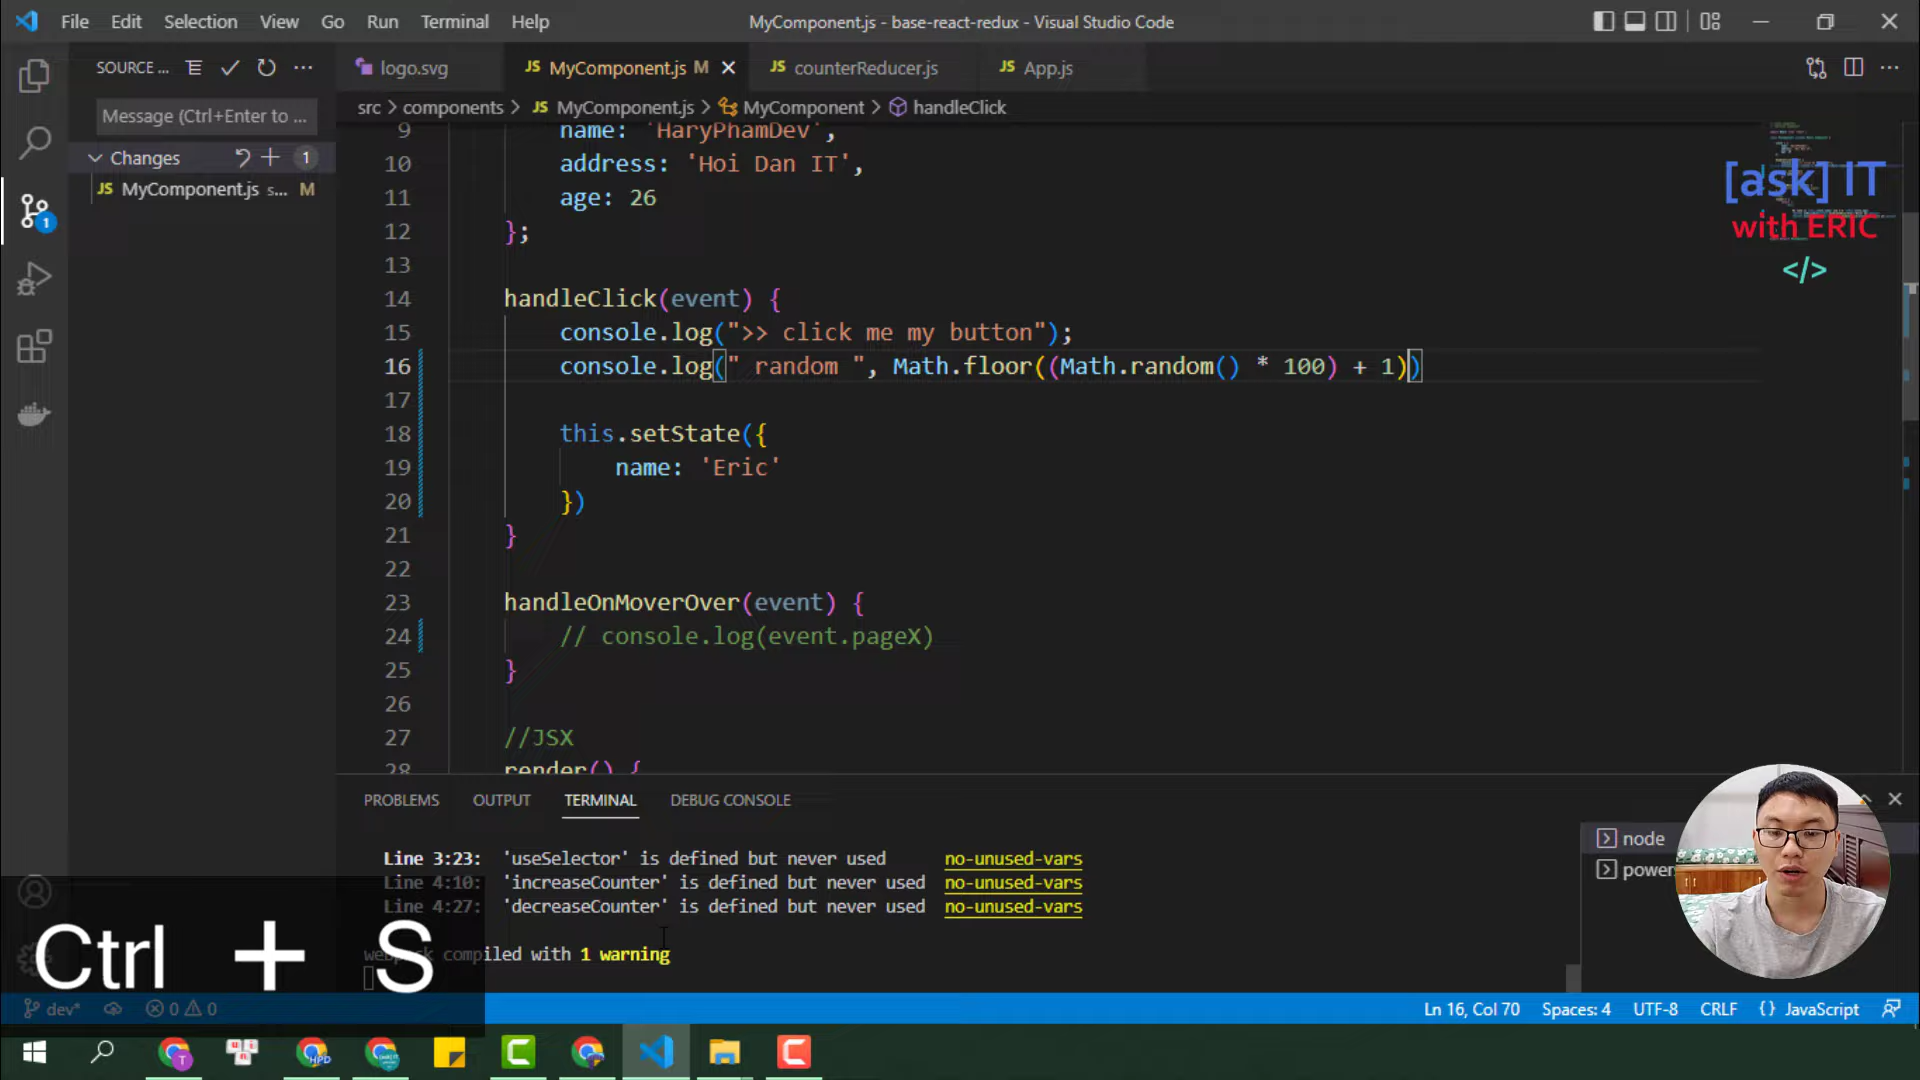 File Edit Selection View Go Run Terminal Help
MyComponent.js - base-react-redux - Visual Studio Code
SOURCE ...
logo.svg
JS MyComponent.js M
JS counterReducer.js
JS App.js
Message (Ctrl+Enter to ...
src > components > JS MyComponent.js > MyComponent > handleClick
Changes 1
JS MyComponent.js s... M
1
9 name: 'HaryPhamDev',
10 address: 'Hoi Dan IT',
11 age: 26
12 };
13
14 handleClick(event) {
15 console.log(">> click me my button");
16 console.log(" random ", Math.floor((Math.random() * 100) + 1))
17
18 this.setState({
19 name: 'Eric'
20 })
21 }
22
23 handleOnMoverOver(event) {
24 // console.log(event.pageX)
25 }
26
27 //JSX
28 render() {
[ask] IT
with ERIC
</>
PROBLEMS OUTPUT TERMINAL DEBUG CONSOLE
Line 3:23: 'useSelector' is defined but never used no-unused-vars
Line 4:10: 'increaseCounter' is defined but never used no-unused-vars
Line 4:27: 'decreaseCounter' is defined but never used no-unused-vars
webpack compiled with 1 warning
node
power
Ctrl + S
dev* 0 0
Ln 16, Col 70 Spaces: 4 UTF-8 CRLF {} JavaScript